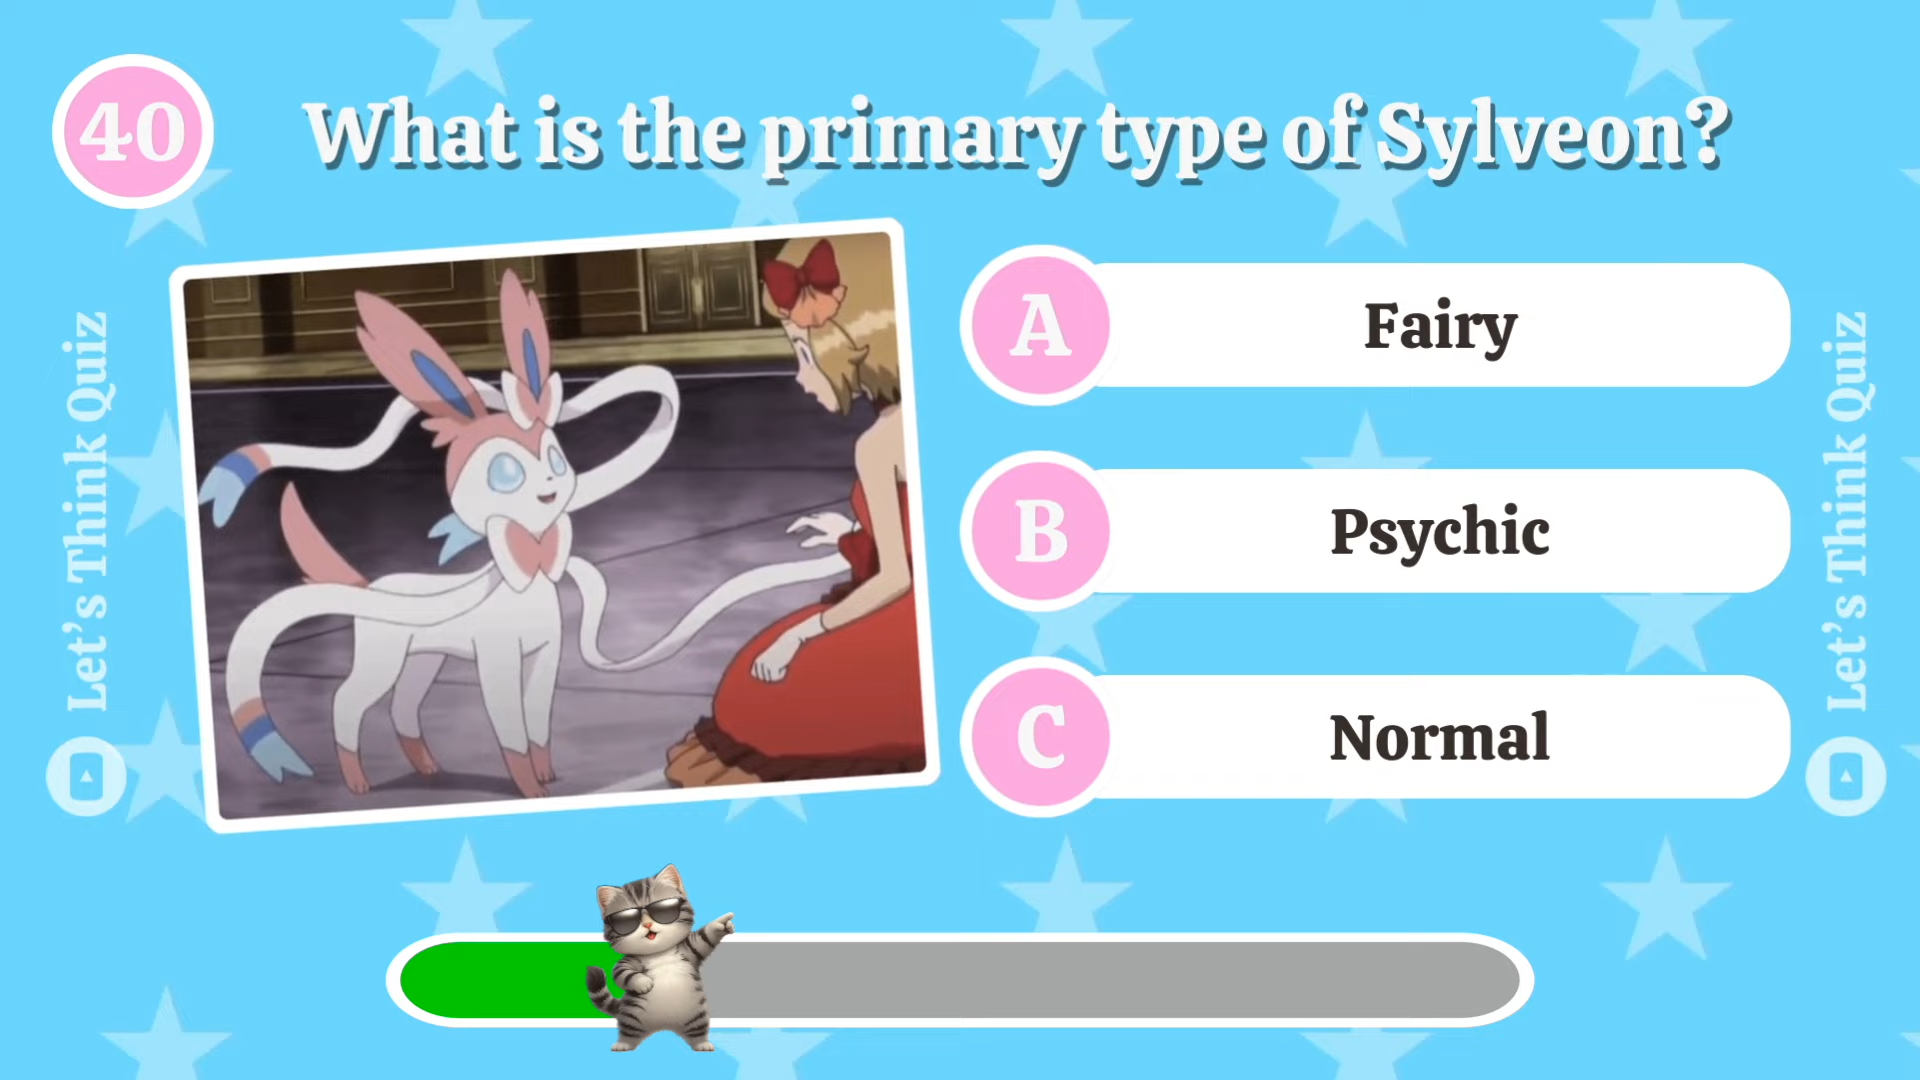 40
What is the primary type of Sylveon?
Let's Think Quiz
A
Fairy
B
Psychic
C
Normal
Let's Think Quiz